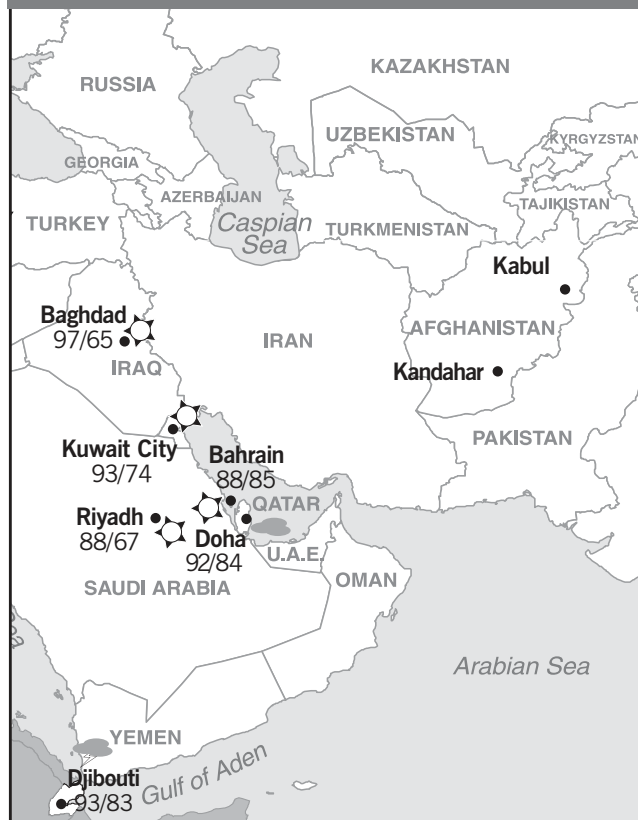 RUSSIA
KAZAKHSTAN
UZBEKISTAN
KYRGYZSTAN
GEORGIA
AZERBAIJAN
TAJIKISTAN
TURKEY
Caspian
Sea
TURKMENISTAN
Kabul
Baghdad
97/65
IRAQ
IRAN
AFGHANISTAN
Kandahar
PAKISTAN
Kuwait City
93/74
Bahrain
88/85
QATAR
Riyadh
88/67
Doha
92/84
U.A.E.
SAUDI ARABIA
OMAN
Arabian Sea
YEMEN
Gulf of Aden
Djibouti
93/83